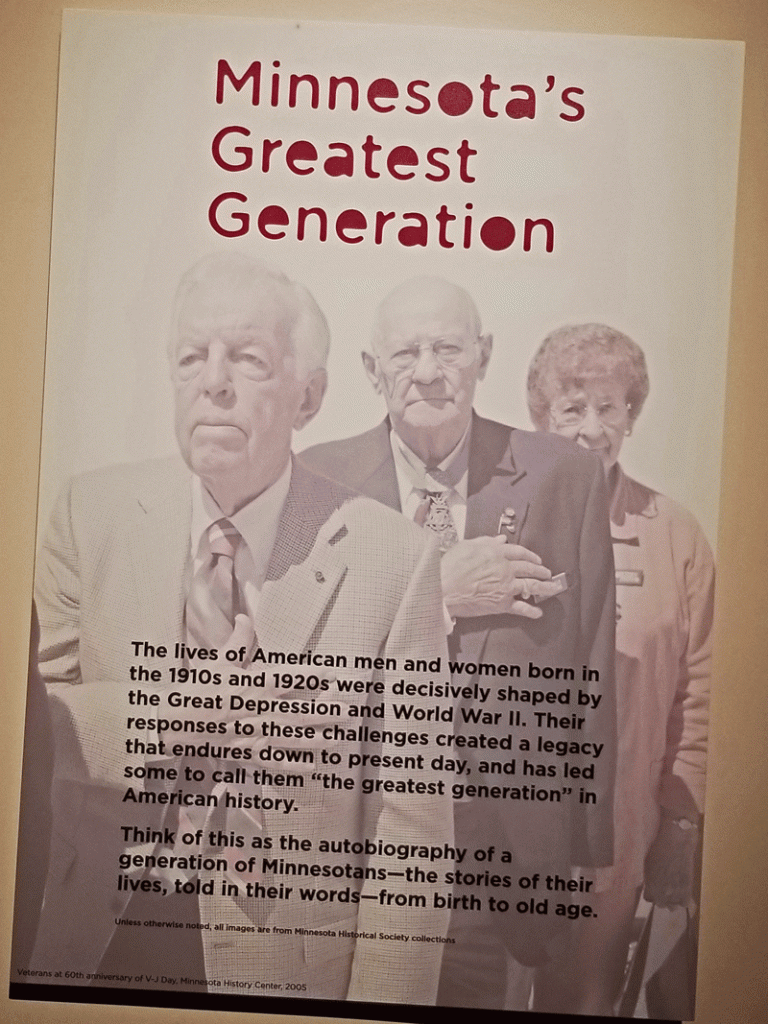 Minnesota's
Greatest
Generation
The lives of American men and women born in
the 1910s and 1920s were decisively shaped by
the Great Depression and World War II. Their
responses to these challenges created a legacy
that endures down to present day, and has led
some to call them “the greatest generation” in
American history.
Think of this as the autobiography of a
generation of Minnesotans—the stories of their
lives, told in their words—from birth to old age.
Unless otherwise noted, all images are from Minnesota Historical Society collections
Veterans at 60th anniversary of V-J Day, Minnesota History Center, 2005